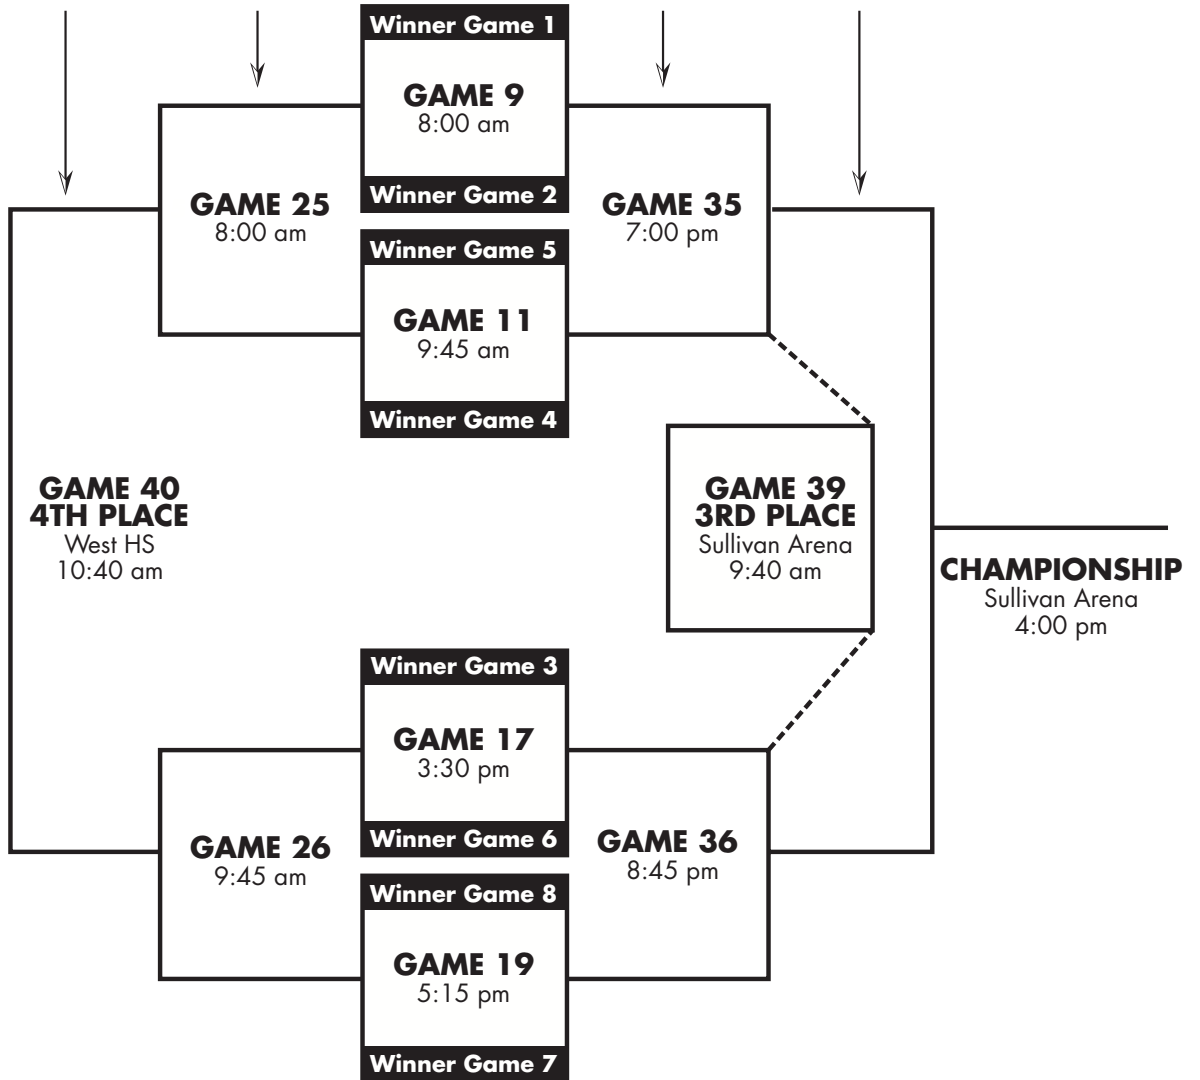 Winner Game 1
GAME 9
8:00 am
Winner Game 2
GAME 25
8:00 am
GAME 35
7:00 pm
Winner Game 5
GAME 11
9:45 am
Winner Game 4
GAME 40
4TH PLACE
West HS
10:40 am
GAME 39
3RD PLACE
Sullivan Arena
9:40 am
CHAMPIONSHIP
Sullivan Arena
4:00 pm
Winner Game 3
GAME 17
3:30 pm
Winner Game 6
GAME 26
9:45 am
GAME 36
8:45 pm
Winner Game 8
GAME 19
5:15 pm
Winner Game 7